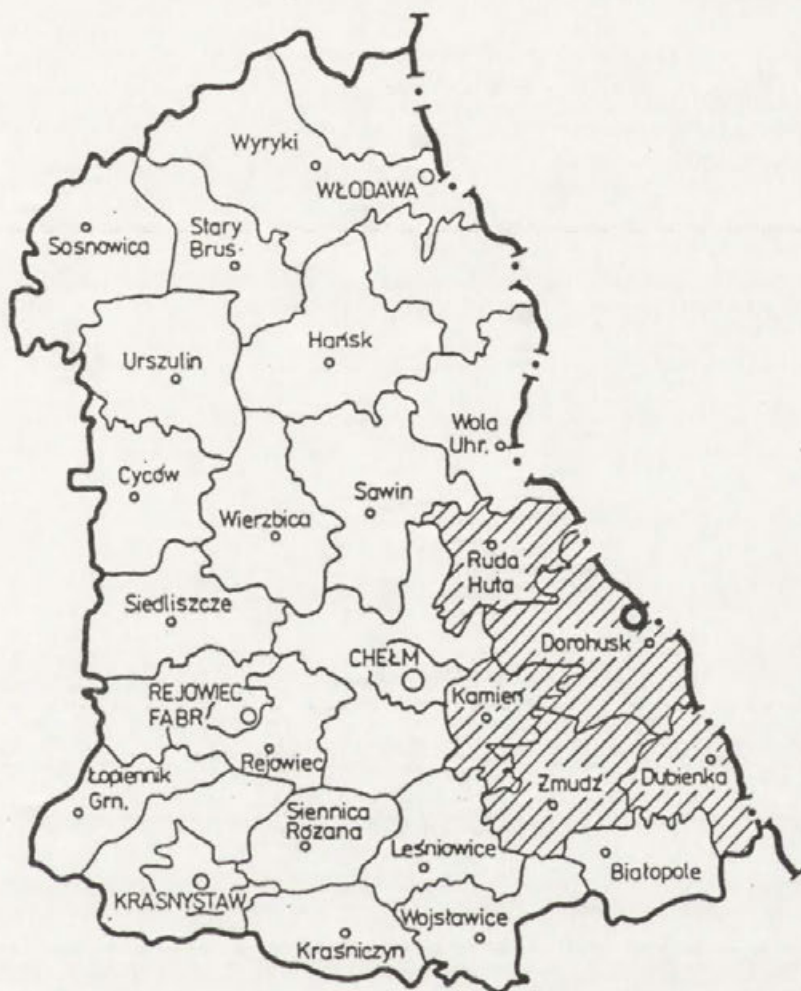 Wyryki
WŁODAWA
Sosnowica
Stary
Brus
Urszulin
Hańsk
Wola
Uhr.
Cyców
Wierzbica
Sawin
Ruda
Huta
Siedliszcze
Dorohusk
CHEŁM
REJOWIEC
FABR
Kamień
Rejowiec
Łopiennik
Grn.
Żmudź
Dubienka
Siennica
Różana
Leśniowice
Białopole
KRASNYSTAW
Wojsławice
Kraśniczyn